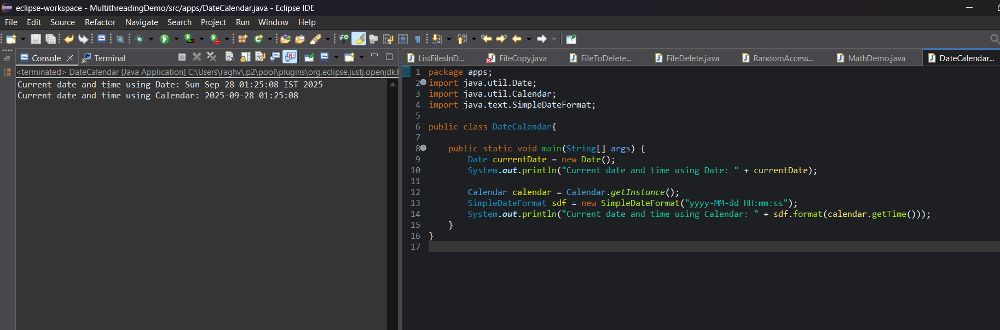 eclipse-workspace - MultithreadingDemo/src/apps/DateCalendar.java - Eclipse IDE
File Edit Source Refactor Navigate Search Project Run Window Help
Console Terminal
<terminated> DateCalendar [Java Application] C:\Users\raghv\.p2\pool\plugins\org.eclipse.justj.openjdk.h
Current date and time using Date: Sun Sep 28 01:25:08 IST 2025
Current date and time using Calendar: 2025-09-28 01:25:08
ListFilesInD... FileCopy.java FileToDelete... FileDelete.java RandomAccess... MathDemo.java DateCalendar...
1 package apps;
2 import java.util.Date;
3 import java.util.Calendar;
4 import java.text.SimpleDateFormat;
5
6 public class DateCalendar{
7
8     public static void main(String[] args) {
9         Date currentDate = new Date();
10         System.out.println("Current date and time using Date: " + currentDate);
11
12         Calendar calendar = Calendar.getInstance();
13         SimpleDateFormat sdf = new SimpleDateFormat("yyyy-MM-dd HH:mm:ss");
14         System.out.println("Current date and time using Calendar: " + sdf.format(calendar.getTime()));
15     }
16 }
17